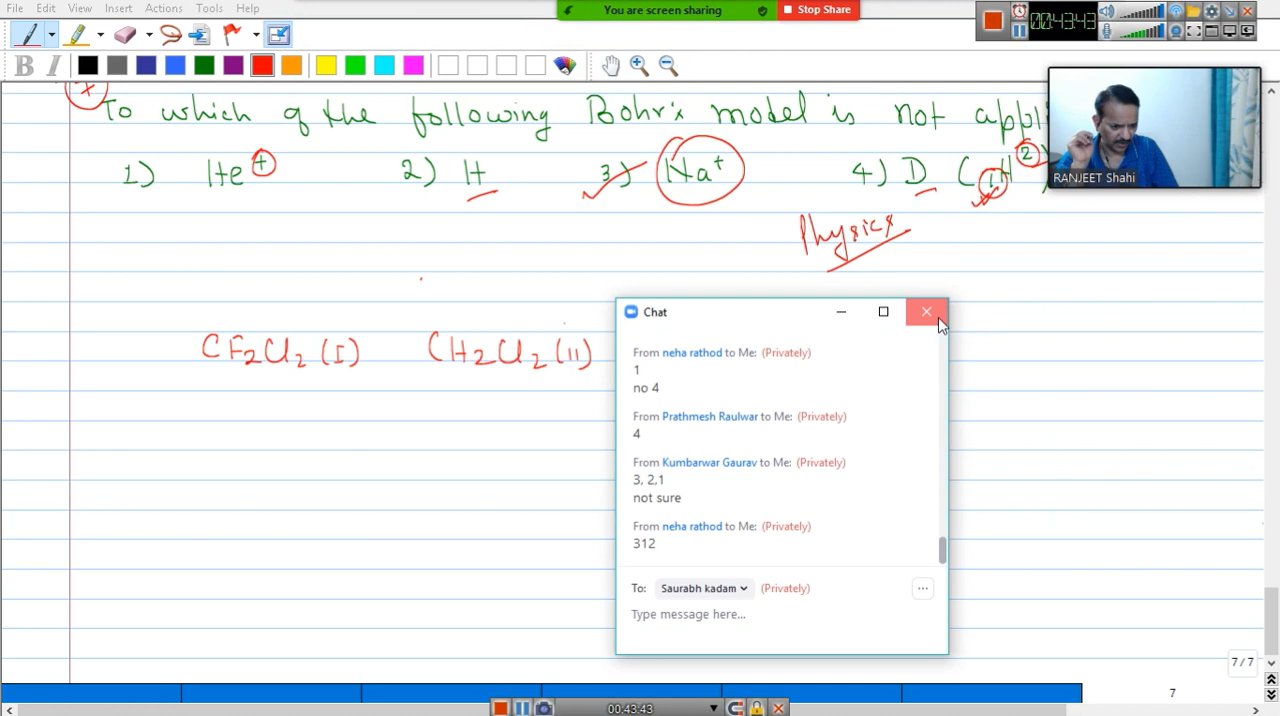 File Edit View Insert Actions Tools Help
You are screen sharing Stop Share
00:43:43
B I
To which of the following Bohr's model is not appli
1) He+ 2) H 3) Na+ 4) D (1H2)
RANJEET Shahi
Physics
CF2Cl2 (I) CH2Cl2 (II)
Chat
From neha rathod to Me: (Privately)
1
no 4
From Prathmesh Raulwar to Me: (Privately)
4
From Kumbarwar Gaurav to Me: (Privately)
3, 2,1
not sure
From neha rathod to Me: (Privately)
312
To: Saurabh kadam (Privately)
Type message here...
7/7
7
00:43:43